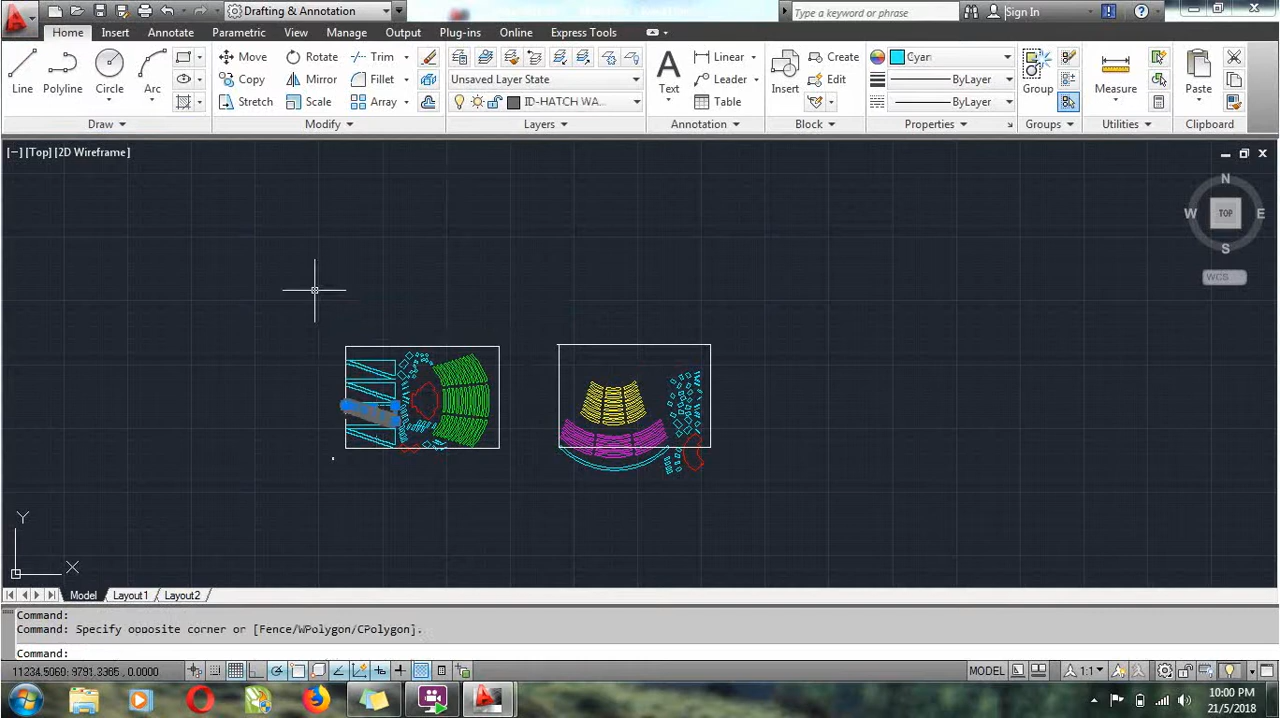 Drafting & Annotation
Type a keyword or phrase
Sign In
Home Insert Annotate Parametric View Manage Output Plug-ins Online Express Tools
Line Polyline Circle Arc
Move Rotate Trim
Copy Mirror Fillet
Stretch Scale Array
Unsaved Layer State
ID-HATCH WA...
Text
Linear
Leader
Table
Insert
Create
Edit
Cyan
ByLayer
ByLayer
Group
Measure
Paste
Draw Modify Layers Annotation Block Properties Groups Utilities Clipboard
[−] [Top] [2D Wireframe]
N
W TOP E
S
WCS
Y
X
Model Layout1 Layout2
Command:
Command: Specify opposite corner or [Fence/WPolygon/CPolygon].
Command:
11234.5060, 9791.3365, 0.0000
MODEL
1:1
10:00 PM
21/5/2018